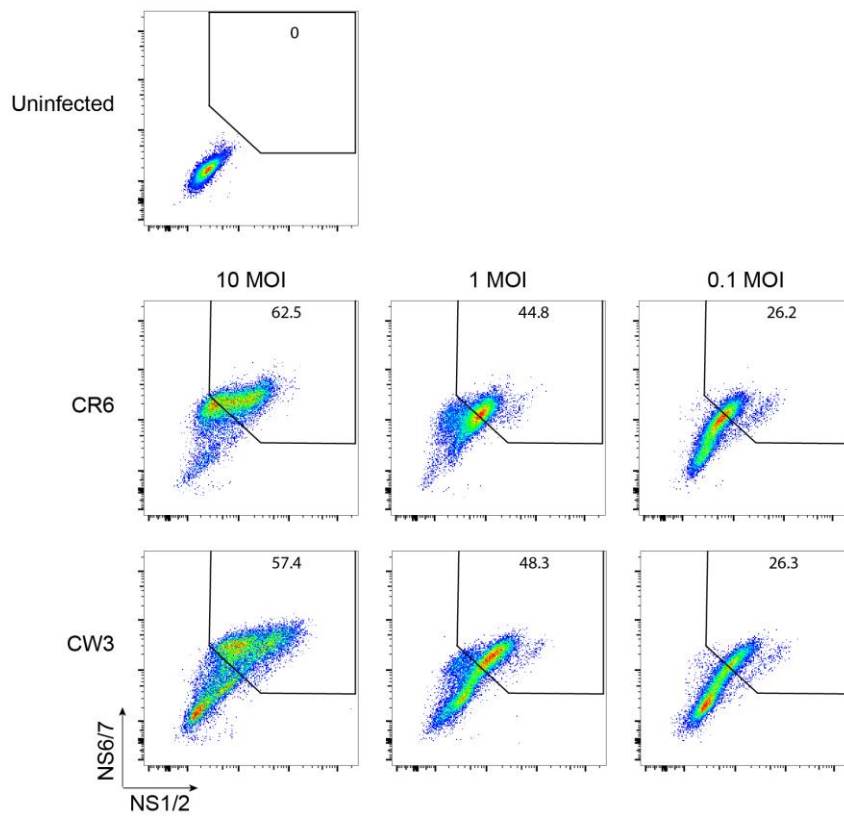 0
Uninfected
10 MOI 1 MOI 0.1 MOI
62.5 44.8 26.2
CR6
57.4 48.3 26.3
CW3
NS6/7
NS1/2